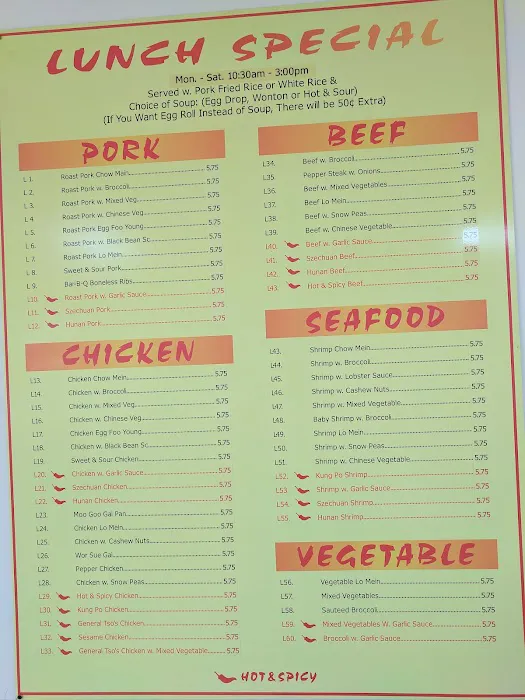 LUNCH SPECIAL
Mon. - Sat. 10:30am - 3:00pm
Served w. Pork Fried Rice or White Rice &
Choice of Soup: (Egg Drop, Wonton or Hot & Sour)
(If You Want Egg Roll Instead of Soup, There will be 50¢ Extra)
PORK
L 1. Roast Pork Chow Mein 5.75
L 2. Roast Pork w. Broccoli 5.75
L 3. Roast Pork w. Mixed Veg. 5.75
L 4 Roast Pork w. Chinese Veg 5.75
L 5. Roast Pork Egg Foo Young 5.75
L 6. Roast Pork w. Black Bean Sc. 5.75
L 7. Roast Pork Lo Mein 5.75
L 8. Sweet & Sour Pork 5.75
L 9. Bar-B-Q Boneless Ribs 5.75
L10. Roast Pork w. Garlic Sauce 5.75
L11. Szechuan Pork 5.75
L12. Hunan Pork 5.75
CHICKEN
L13. Chicken Chow Mein 5.75
L14. Chicken w. Broccoli 5.75
L15. Chicken w. Mixed Veg. 5.75
L16. Chicken w. Chinese Veg 5.75
L17. Chicken Egg Foo Young 5.75
L18. Chicken w. Black Bean Sc 5.75
L19. Sweet & Sour Chicken 5.75
L20. Chicken w. Garlic Sauce 5.75
L21. Szechuan Chicken 5.75
L22. Hunan Chicken 5.75
L23. Moo Goo Gai Pan 5.75
L24. Chicken Lo Mein 5.75
L25. Chicken w. Cashew Nuts 5.75
L26. Wor Sue Gai 5.75
L27. Pepper Chicken 5.75
L28. Chicken w. Snow Peas 5.75
L29. Hot & Spicy Chicken 5.75
L30. Kung Po Chicken 5.75
L31. General Tso's Chicken 5.75
L32. Sesame Chicken 5.75
L33. General Tso's Chicken w. Mixed Vegetable 5.75
BEEF
L34. Beef w. Broccoli 5.75
L35. Pepper Steak w. Onions 5.75
L36. Beef w. Mixed Vegetables 5.75
L37. Beef Lo Mein 5.75
L38. Beef w. Snow Peas 5.75
L39. Beef w. Chinese Vegetable 5.75
L40. Beef w. Garlic Sauce 5.75
L41. Szechuan Beef 5.75
L42. Hunan Beef 5.75
L43. Hot & Spicy Beef 5.75
SEAFOOD
L43. Shrimp Chow Mein 5.75
L44. Shrimp w. Broccoli 5.75
L45. Shrimp w. Lobster Sauce 5.75
L46. Shrimp w. Cashew Nuts 5.75
L47. Shrimp w. Mixed Vegetable 5.75
L48. Baby Shrimp w. Broccoli 5.75
L49. Shrimp Lo Mein 5.75
L50. Shrimp w. Snow Peas 5.75
L51. Shrimp w. Chinese Vegetable 5.75
L52. Kung Po Shrimp 5.75
L53 Shrimp w. Garlic Sauce 5.75
L54. Szechuan Shrimp 5.75
L55. Hunan Shrimp 5.75
VEGETABLE
L56. Vegetable Lo Mein 5.75
L57. Mixed Vegetables 5.75
L58. Sauteed Broccoli 5.75
L59. Mixed Vegetables W. Garlic Sauce 5.75
L60. Broccoli w. Garlic Sauce 5.75
HOT & SPICY